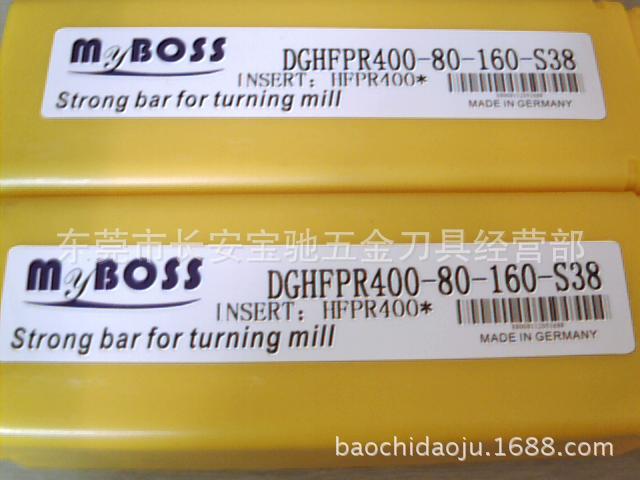 MyBOSS
DGHFPR400-80-160-S38
INSERT: HFPR400*
Strong bar for turning mill
MADE IN GERMANY
东莞市长安宝驰五金刀具经营部
MyBOSS
DGHFPR400-80-160-S38
INSERT: HFPR400*
Strong bar for turning mill
MADE IN GERMANY
baochidaoju.1688.com